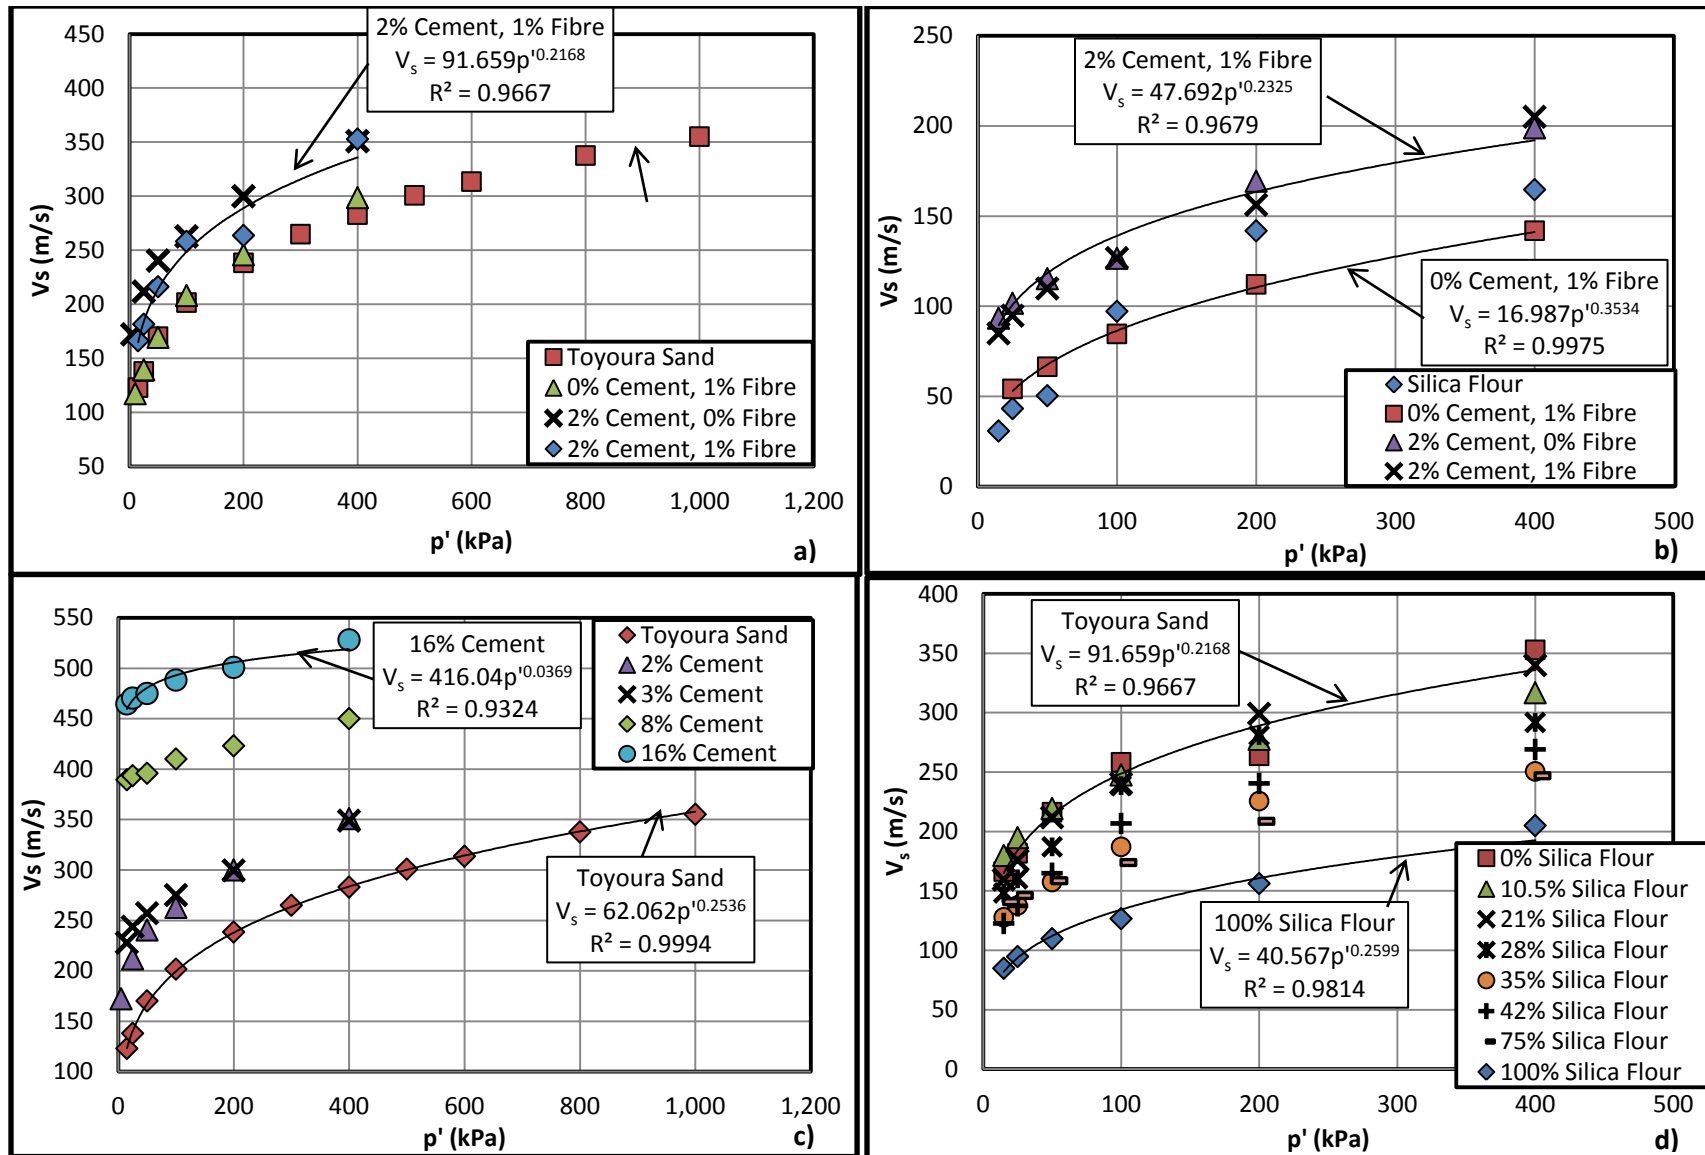 2% Cement, 1% Fibre
Vs = 91.659p'0.2168
R² = 0.9667
450
400
350
300
250
200
150
100
50
Vs (m/s)
Toyoura Sand
0% Cement, 1% Fibre
2% Cement, 0% Fibre
2% Cement, 1% Fibre
0
200
400
600
800
1,000
1,200
p' (kPa)
a)
250
200
150
100
50
0
Vs (m/s)
2% Cement, 1% Fibre
Vs = 47.692p'0.2325
R² = 0.9679
0% Cement, 1% Fibre
Vs = 16.987p'0.3534
R² = 0.9975
Silica Flour
0% Cement, 1% Fibre
2% Cement, 0% Fibre
2% Cement, 1% Fibre
0
100
200
300
400
500
p' (kPa)
b)
550
500
450
400
350
300
250
200
150
100
Vs (m/s)
16% Cement
Vs = 416.04p'0.0369
R² = 0.9324
Toyoura Sand
2% Cement
3% Cement
8% Cement
16% Cement
Toyoura Sand
Vs = 62.062p'0.2536
R² = 0.9994
0
200
400
600
800
1,000
1,200
p' (kPa)
c)
400
350
300
250
200
150
100
50
0
Vs (m/s)
Toyoura Sand
Vs = 91.659p'0.2168
R² = 0.9667
100% Silica Flour
Vs = 40.567p'0.2599
R² = 0.9814
0% Silica Flour
10.5% Silica Flour
21% Silica Flour
28% Silica Flour
35% Silica Flour
42% Silica Flour
75% Silica Flour
100% Silica Flour
0
100
200
300
400
500
p' (kPa)
d)